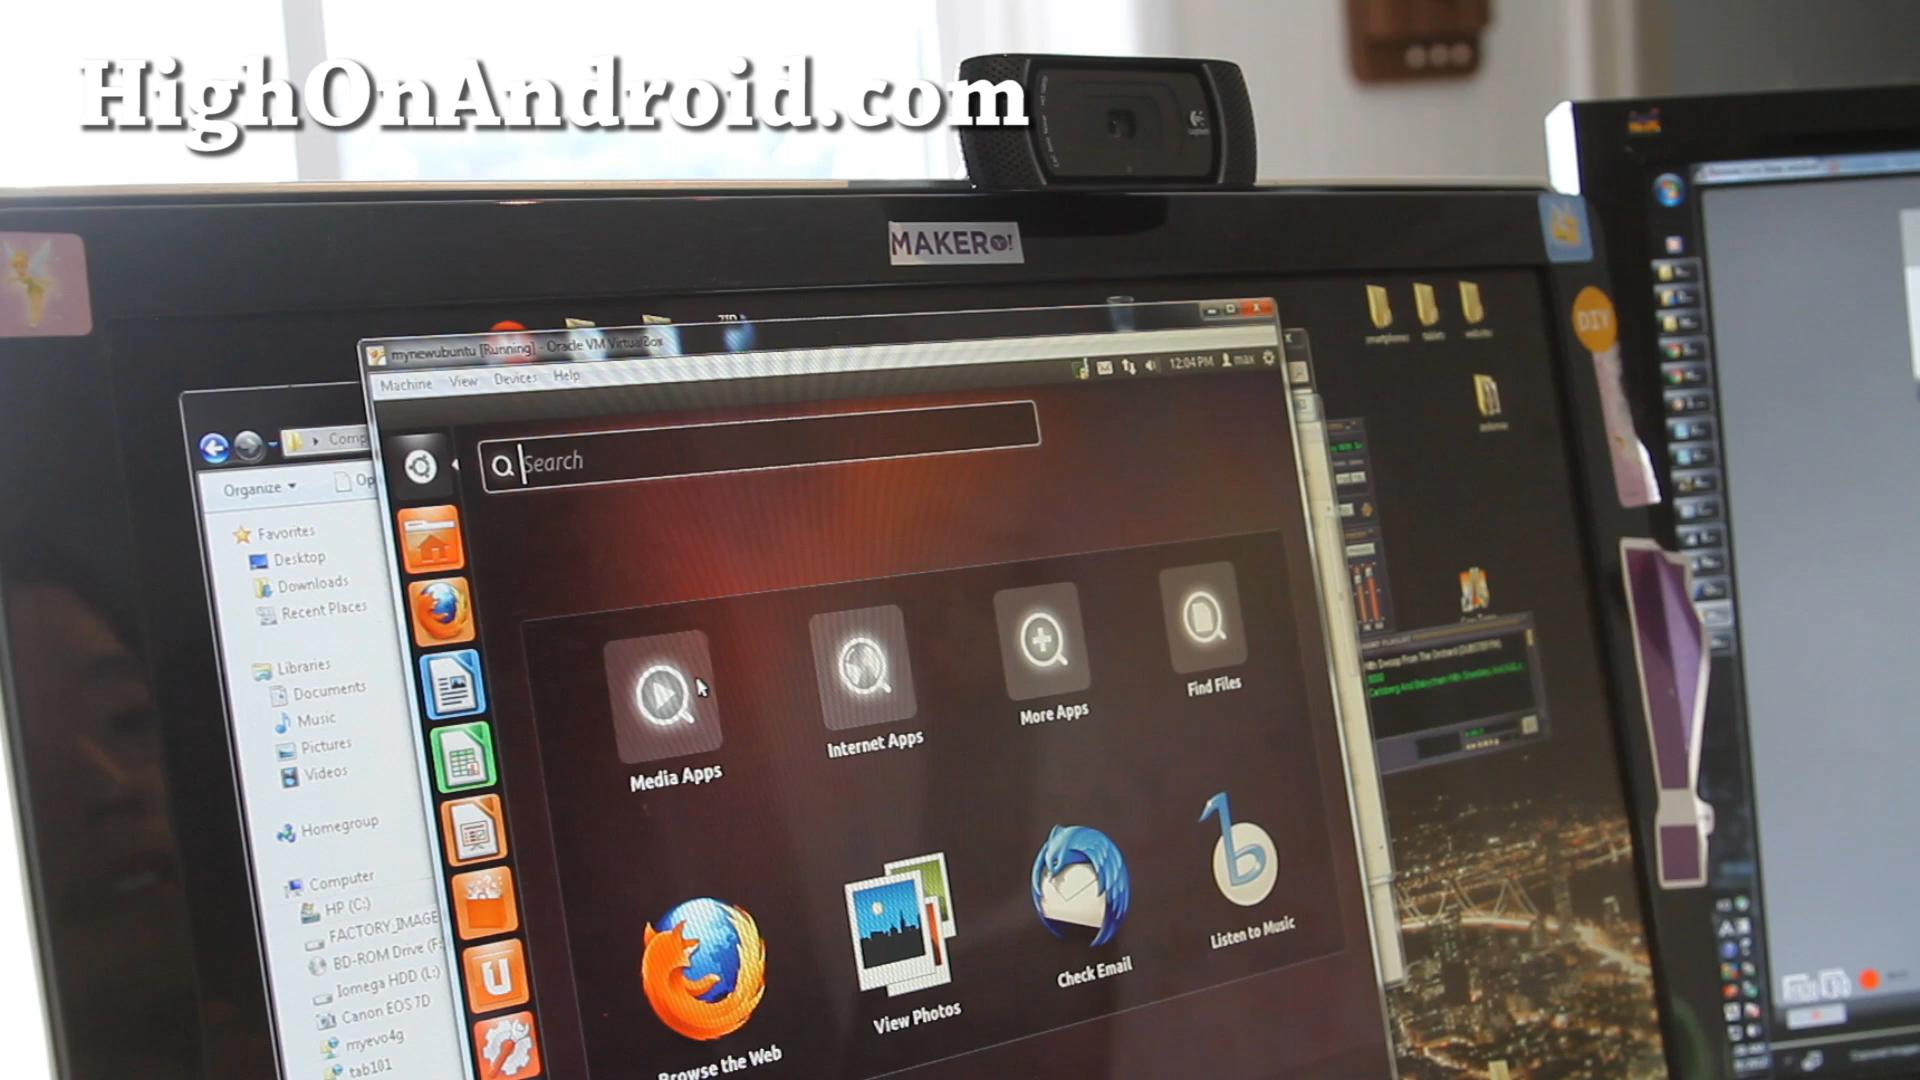 HighOnAndroid.com
MAKER Y!
DIY
mynewubuntu [Running] - Oracle VM VirtualBox
Machine View Devices Help
12:04 PM max
Search
Organize
Favorites
Desktop
Downloads
Recent Places
Libraries
Documents
Music
Pictures
Videos
Homegroup
Computer
HP (C:)
FACTORY_IMAGE
BD-ROM Drive (F:
Iomega HDD (L:)
Canon EOS 7D
myevo4g
tab101
Media Apps
Internet Apps
More Apps
Find Files
Browse the Web
View Photos
Check Email
Listen to Music